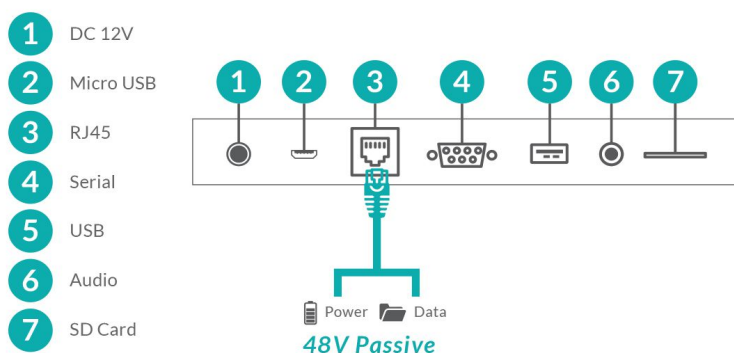 1 DC 12V
2 Micro USB
3 RJ45
4 Serial
5 USB
6 Audio
7 SD Card
1 2 3 4 5 6 7
Power Data
48V Passive